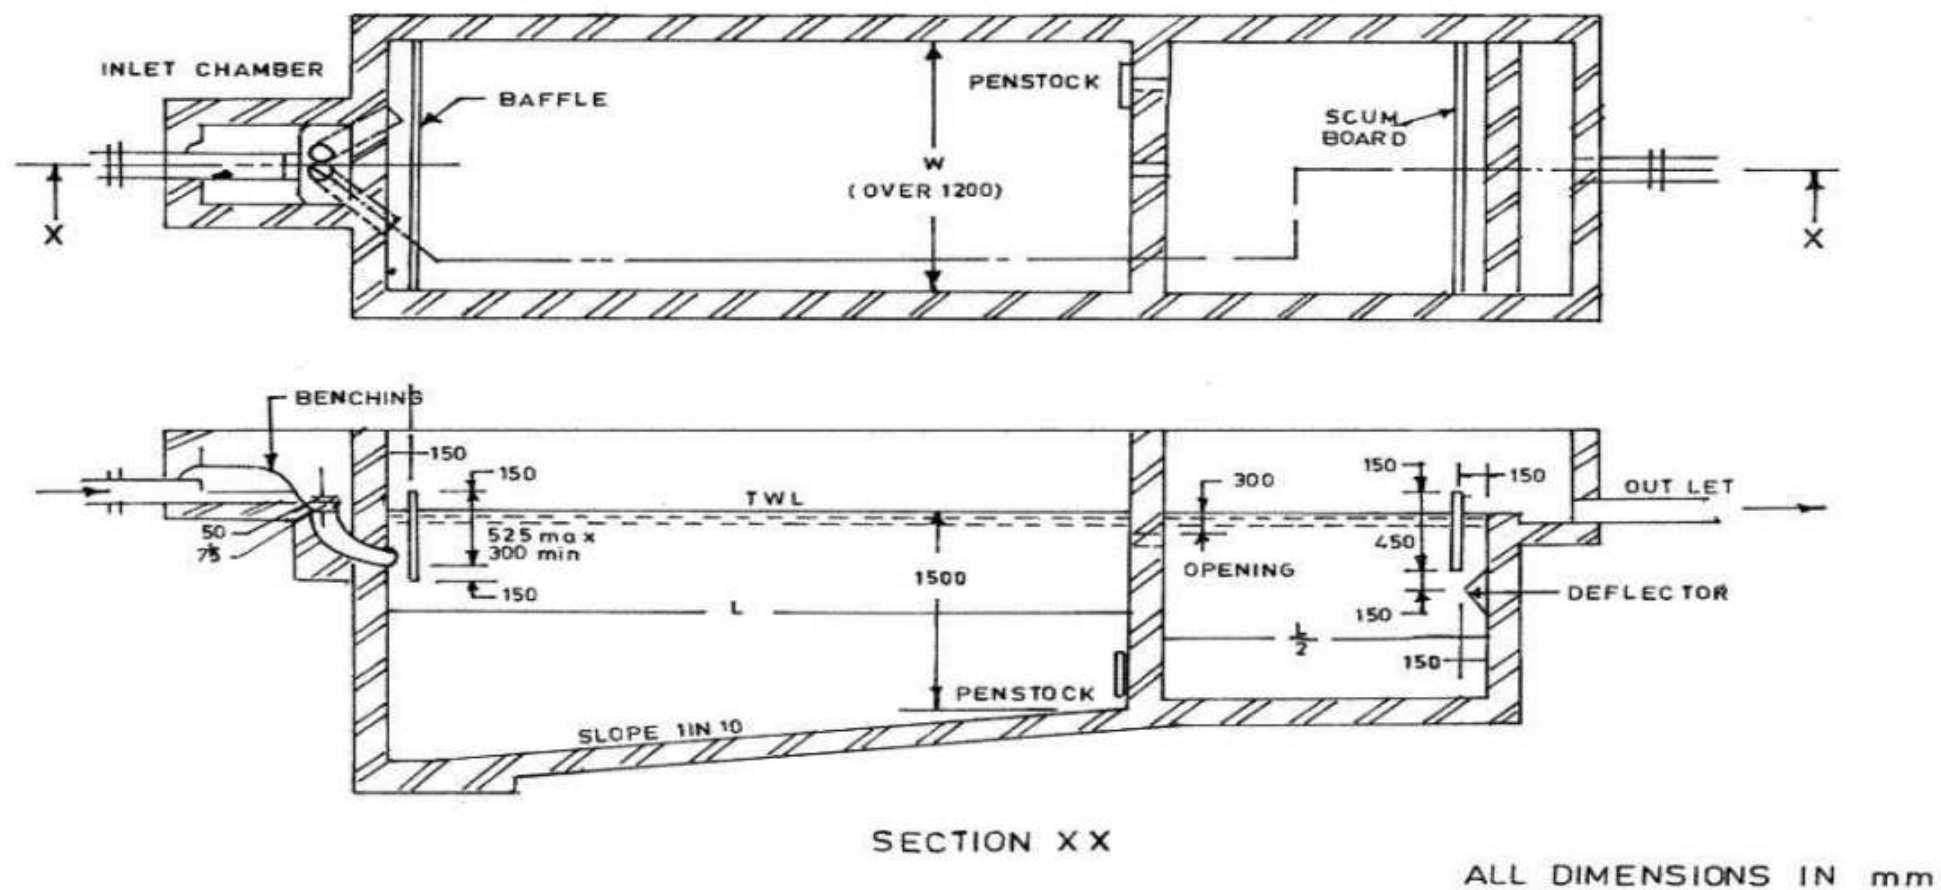 INLET CHAMBER
BAFFLE
PENSTOCK
SCUM
BOARD
W
(OVER 1200)
X
X
BENCHING
150
150
TWL
300
150
150
OUT LET
50
75
525 max
300 min
450
1500
OPENING
150
DEFLECTOR
L
150
L
2
150
PENSTOCK
SLOPE 1IN 10
SECTION XX
ALL DIMENSIONS IN mm